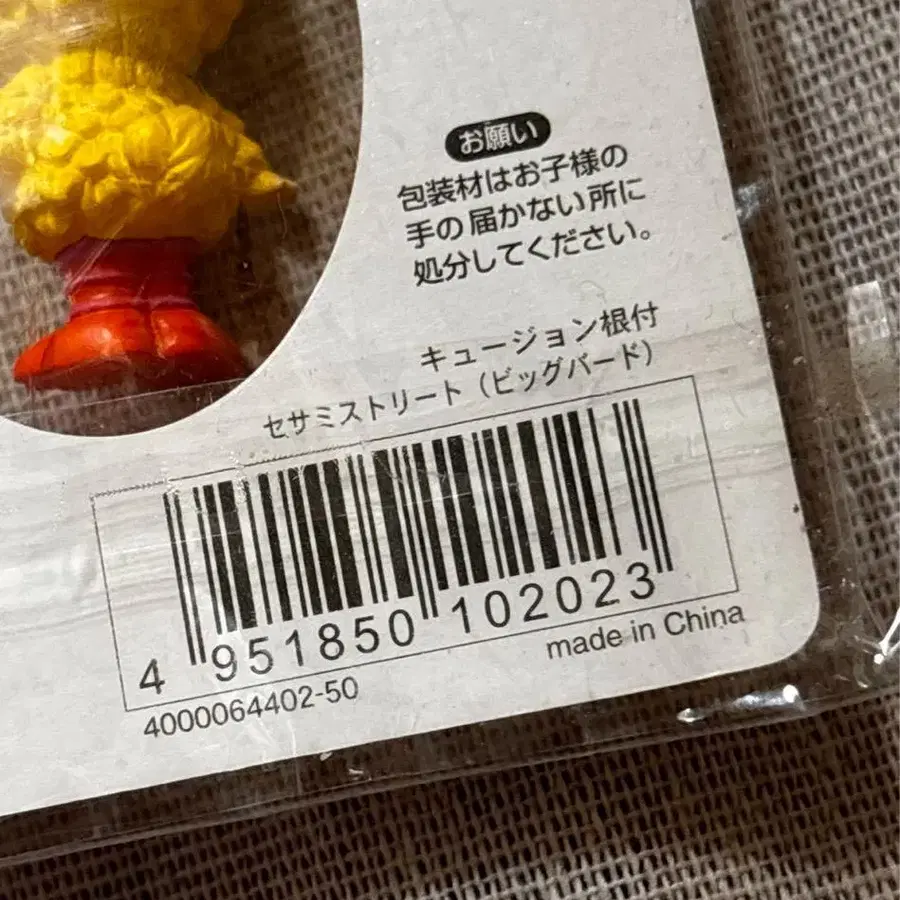 お願い
包装材はお子様の
手の届かない所に
処分してください。
キュージョン根付
セサミストリート（ビッグバード）
4 951850 102023
made in China
4000064402-50